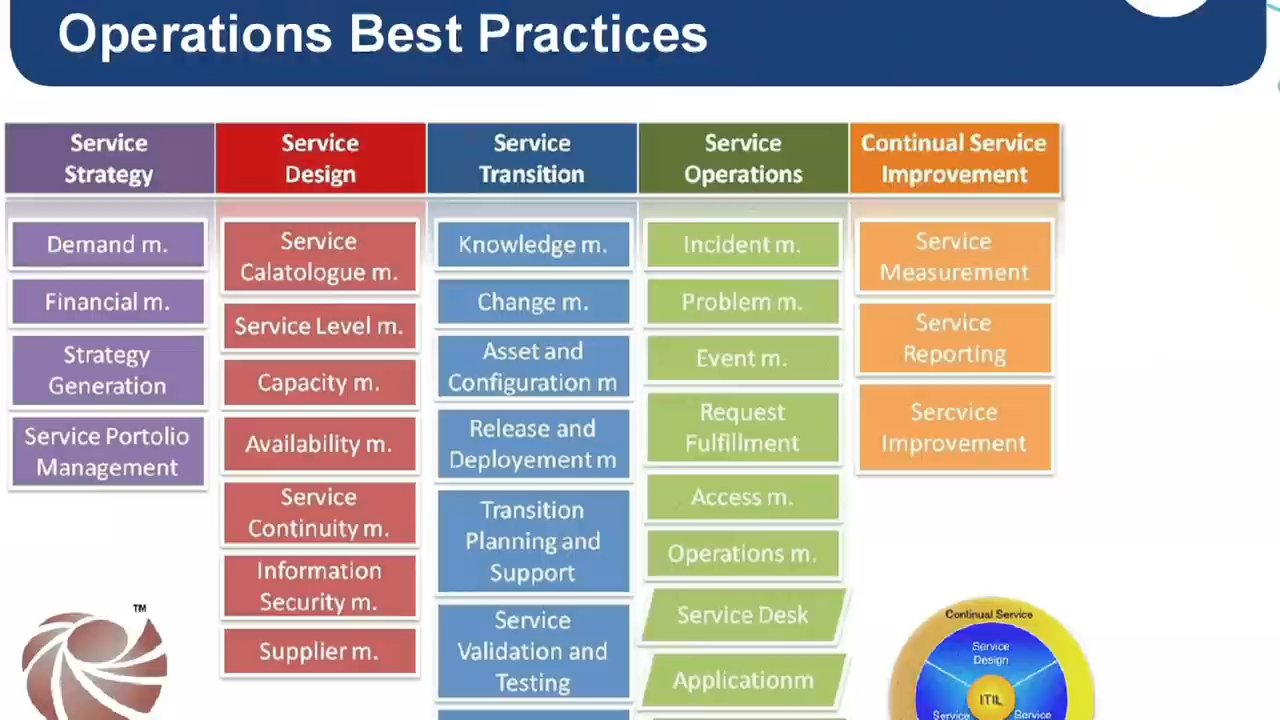 Operations Best Practices
Service
Strategy
Service
Design
Service
Transition
Service
Operations
Continual Service
Improvement
Demand m.
Financial m.
Strategy
Generation
Service Portolio
Management
Service
Calatologue m.
Service Level m.
Capacity m.
Availability m.
Service
Continuity m.
Information
Security m.
Supplier m.
Knowledge m.
Change m.
Asset and
Configuration m
Release and
Deployement m
Transition
Planning and
Support
Service
Validation and
Testing
Incident m.
Problem m.
Event m.
Request
Fulfillment
Access m.
Operations m.
Service Desk
Applicationm
Service
Measurement
Service
Reporting
Sercvice
Improvement
TM
Continual Service
Service
Design
ITIL
Service
Service